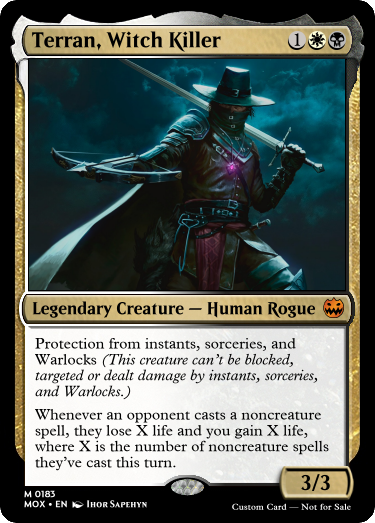 Terran, Witch Killer 1
Legendary Creature — Human Rogue
Protection from instants, sorceries, and
Warlocks (This creature can't be blocked,
targeted or dealt damage by instants, sorceries,
and Warlocks.)
Whenever an opponent casts a noncreature
spell, they lose X life and you gain X life,
where X is the number of noncreature spells
they've cast this turn.
3/3
M 0183
MOX • EN Ihor Sapehyn
Custom Card — Not for Sale